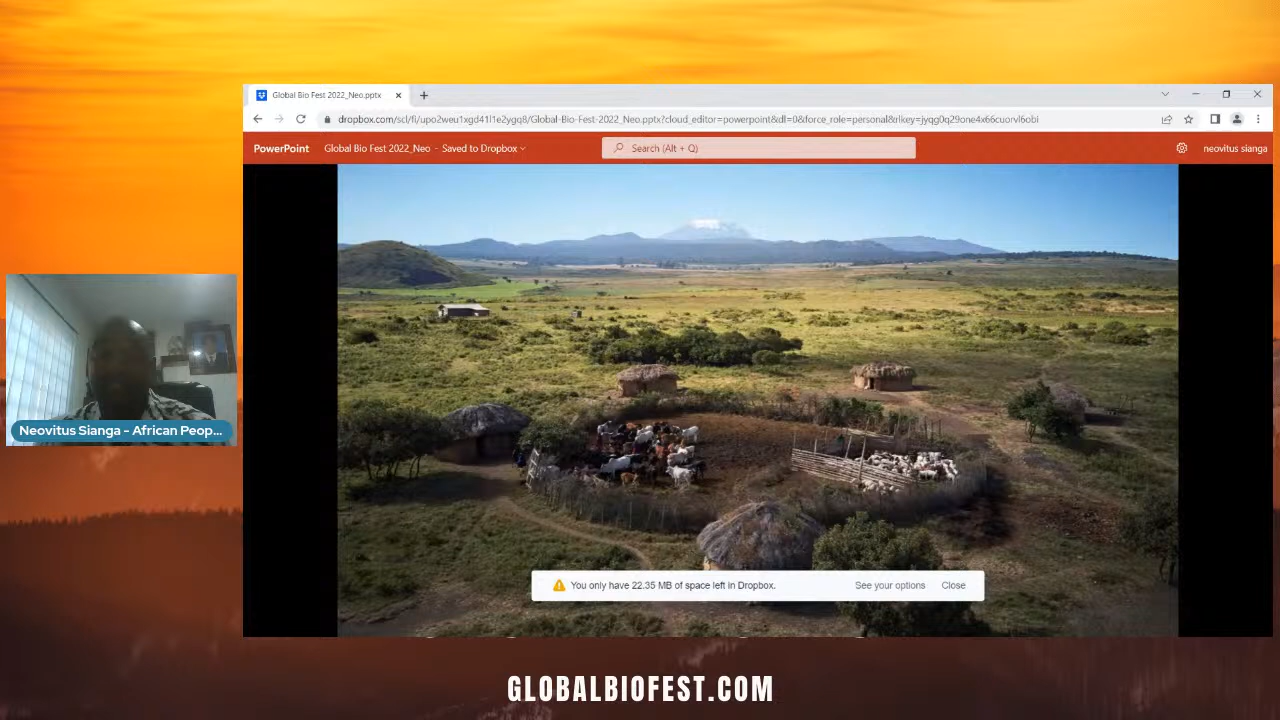 Global Bio Fest 2022_Neo.pptx
dropbox.com/scl/fi/upo2weu1xgd41l1e2ygq8/Global-Bio-Fest-2022_Neo.pptx?cloud_editor=powerpoint&dl=0&force_role=personal&rlkey=jyqg0q29one4x66cuorvl6obi
PowerPoint Global Bio Fest 2022_Neo - Saved to Dropbox Search (Alt + Q) neovitus sianga
Neovitus Sianga - African Peop...
You only have 22.35 MB of space left in Dropbox. See your options Close
GLOBALBIOFEST.COM